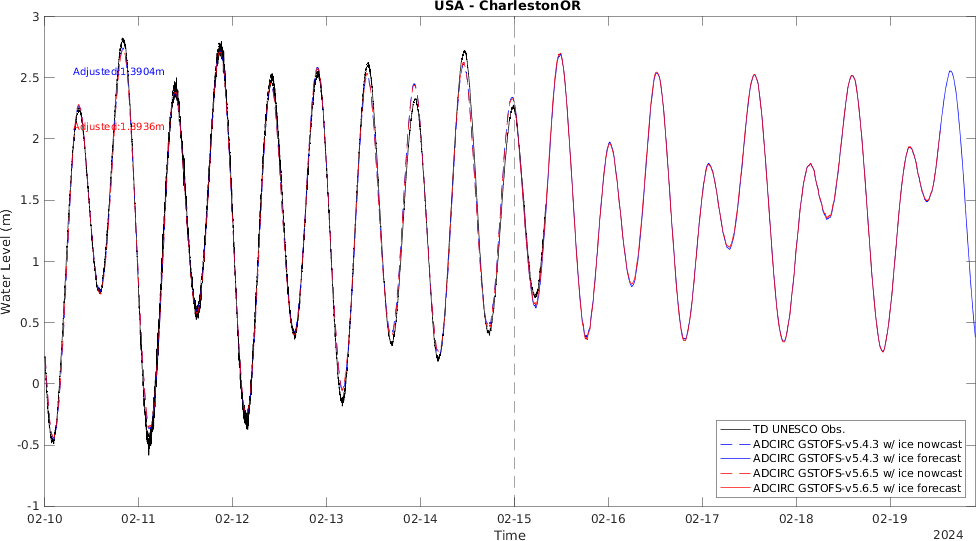 USA - CharlestonOR
3
2.5
2
1.5
1
0.5
0
-0.5
-1
Water Level (m)
Adjusted:1.3904m
Adjusted:1.3936m
TD UNESCO Obs.
ADCIRC GSTOFS-v5.4.3 w/ ice nowcast
ADCIRC GSTOFS-v5.4.3 w/ ice forecast
ADCIRC GSTOFS-v5.6.5 w/ ice nowcast
ADCIRC GSTOFS-v5.6.5 w/ ice forecast
02-10 02-11 02-12 02-13 02-14 02-15 02-16 02-17 02-18 02-19
Time
2024